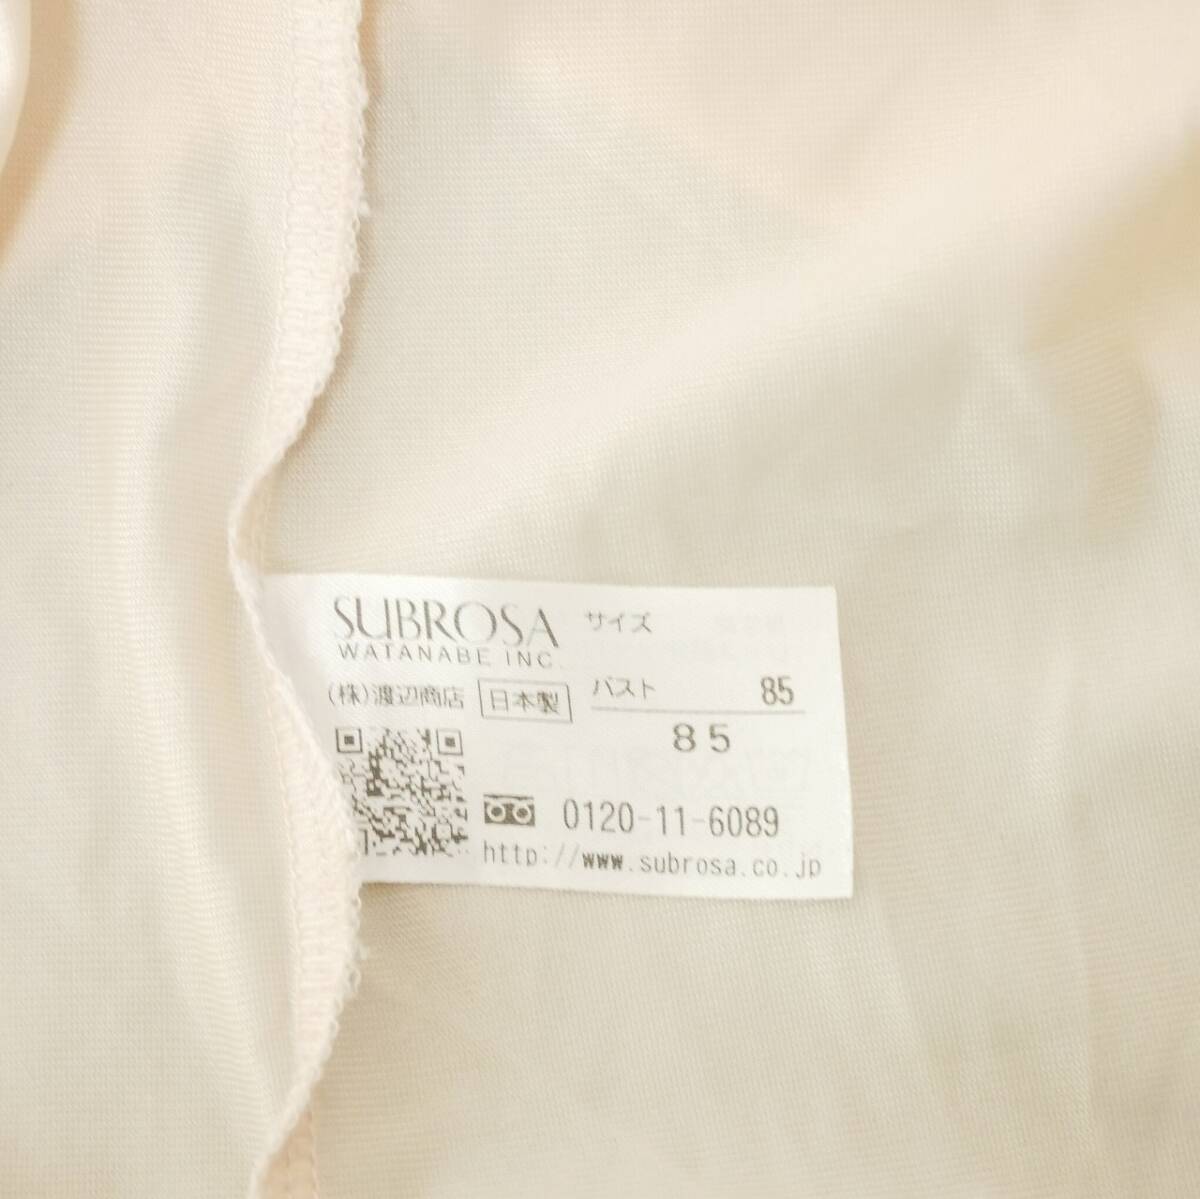 SUBROSA
WATANABE INC.
(株)渡辺商店 日本製
サイズ
バスト 85
85
0120-11-6089
http://www.subrosa.co.jp